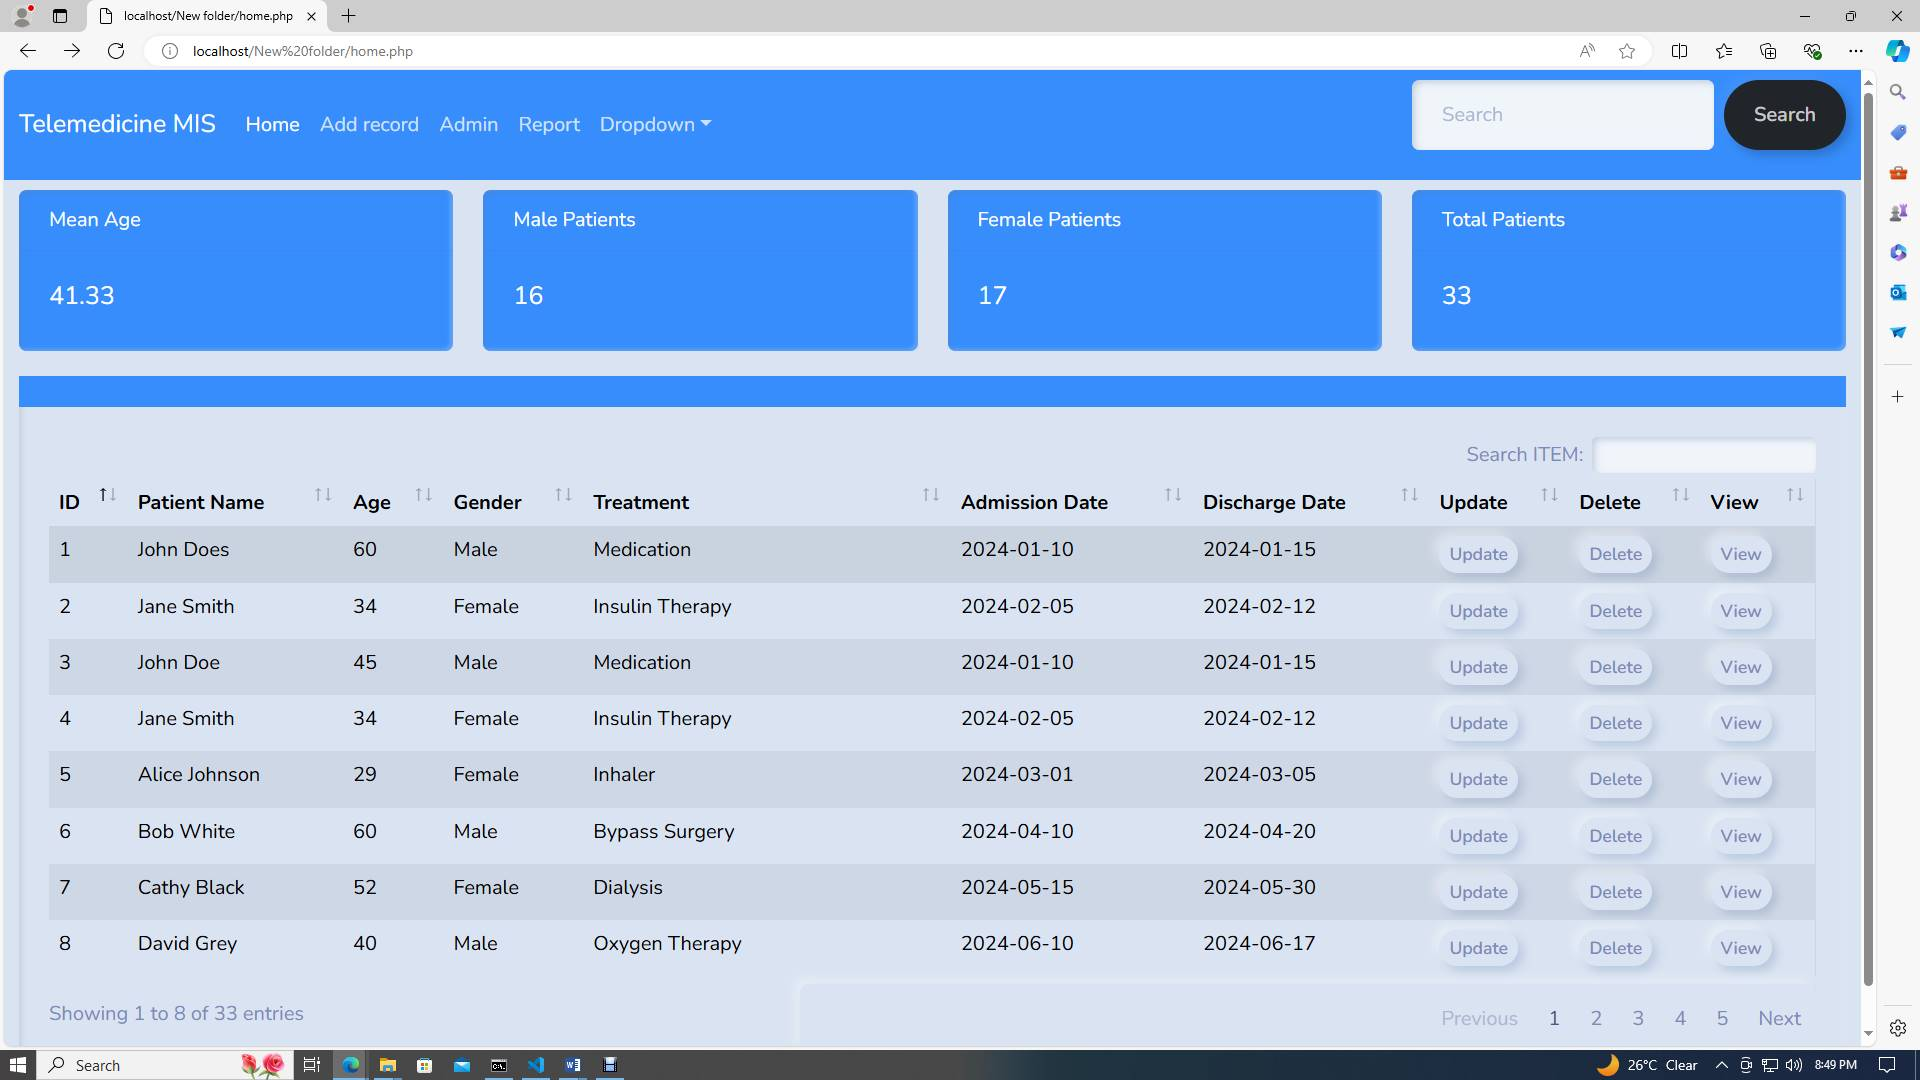 localhost/New folder/home.php
localhost/New%20folder/home.php
Telemedicine MIS Home Add record Admin Report Dropdown Search Search
Mean Age Male Patients Female Patients Total Patients
41.33 16 17 33
Search ITEM:
ID Patient Name Age Gender Treatment Admission Date Discharge Date Update Delete View
1 John Does 60 Male Medication 2024-01-10 2024-01-15 Update Delete View
2 Jane Smith 34 Female Insulin Therapy 2024-02-05 2024-02-12 Update Delete View
3 John Doe 45 Male Medication 2024-01-10 2024-01-15 Update Delete View
4 Jane Smith 34 Female Insulin Therapy 2024-02-05 2024-02-12 Update Delete View
5 Alice Johnson 29 Female Inhaler 2024-03-01 2024-03-05 Update Delete View
6 Bob White 60 Male Bypass Surgery 2024-04-10 2024-04-20 Update Delete View
7 Cathy Black 52 Female Dialysis 2024-05-15 2024-05-30 Update Delete View
8 David Grey 40 Male Oxygen Therapy 2024-06-10 2024-06-17 Update Delete View
Showing 1 to 8 of 33 entries Previous 1 2 3 4 5 Next
Search 26°C Clear 8:49 PM